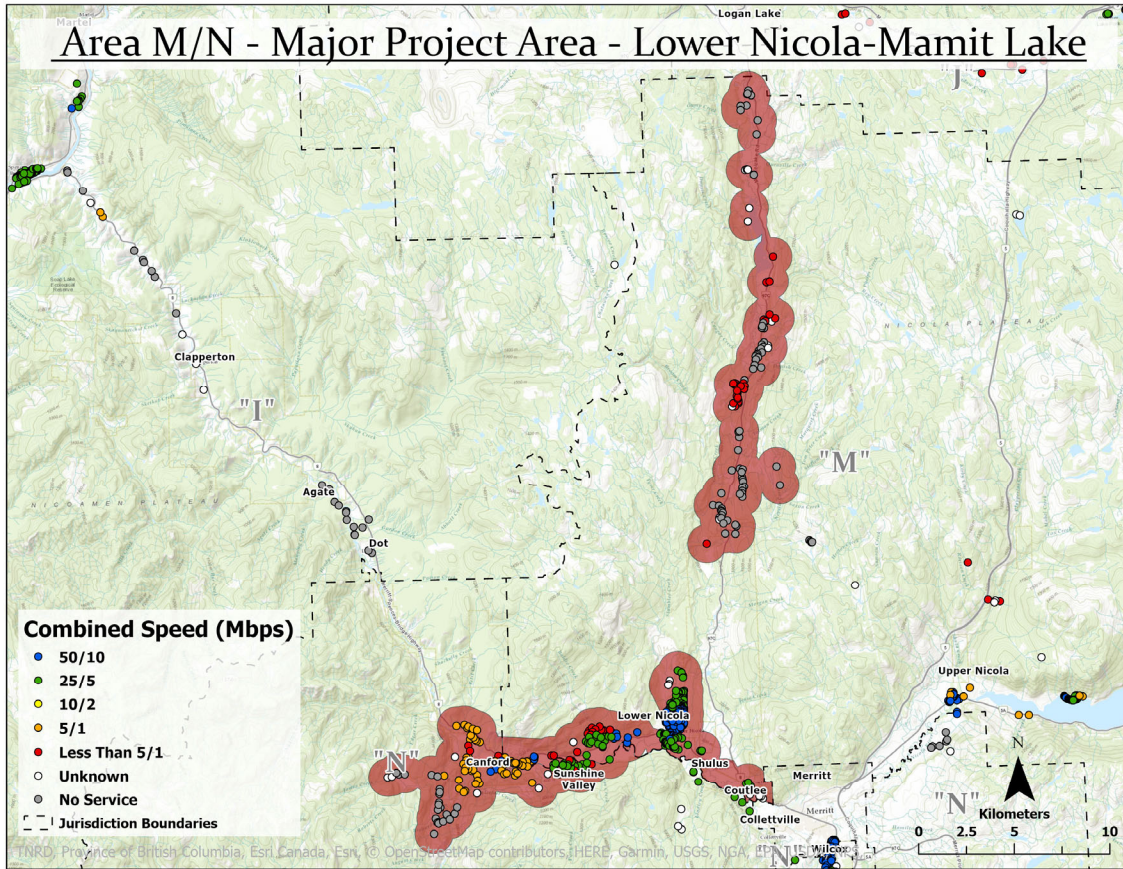 Martel
Logan Lake
Area M/N - Major Project Area - Lower Nicola-Mamit Lake
"J"
NICOLA PLATEAU
Clapperton
"I"
"M"
NICOAMEN PLATEAU
Agate
Dot
Combined Speed (Mbps)
50/10
25/5
10/2
5/1
Less Than 5/1
Unknown
No Service
Jurisdiction Boundaries
Upper Nicola
Lower Nicola
"N"
Canford
Sunshine
Valley
Shulus
Merritt
Coutlee
Merritt
Collettville
"N"
N
Kilometers
0 2.5 5 10
Wilcox
"N"
TNRD, Province of British Columbia, Esri Canada, Esri, © OpenStreetMap contributors, HERE, Garmin, USGS, NGA,